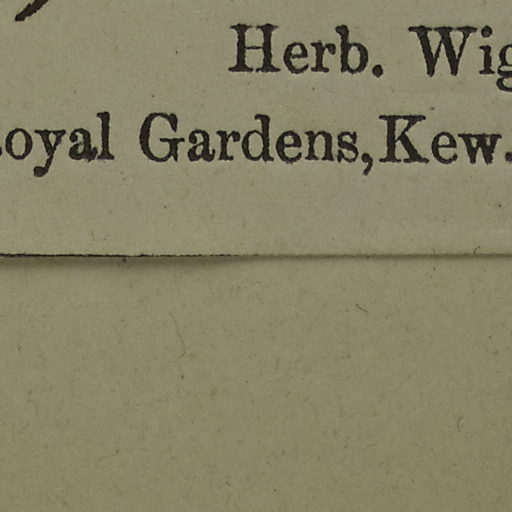 Herb. Wig
oyal Gardens, Kew.